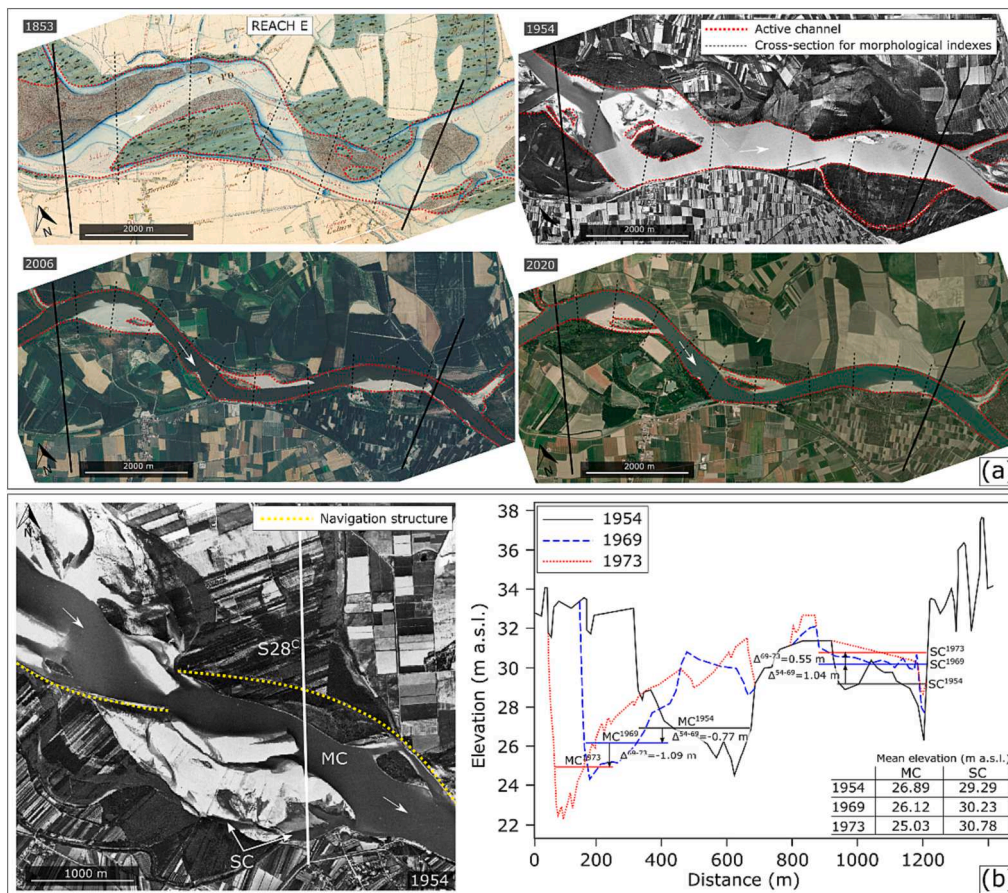 1853
REACH E
F. Po
2000 m
N
1954
Active channel
Cross-section for morphological indexes
2000 m
N
2006
2000 m
N
2020
2000 m
N
(a)
N
Navigation structure
S28ᶜ
MC
SC
1000 m
1954
38
36
34
32
30
28
26
24
22
Elevation (m a.s.l.)
1954
1969
1973
Δ⁶⁹⁻⁷³=0.55 m
Δ⁵⁴⁻⁶⁹=1.04 m
SC¹⁹⁷³
SC¹⁹⁶⁹
SC¹⁹⁵⁴
MC¹⁹⁵⁴
MC¹⁹⁶⁹
Δ⁵⁴⁻⁶⁹=-0.77 m
MC¹⁹⁷³
Δ⁶⁹⁻⁷³=-1.09 m
Mean elevation (m a.s.l.)
MC SC
1954 26.89 29.29
1969 26.12 30.23
1973 25.03 30.78
0 200 400 600 800 1000 1200
Distance (m)
(b)